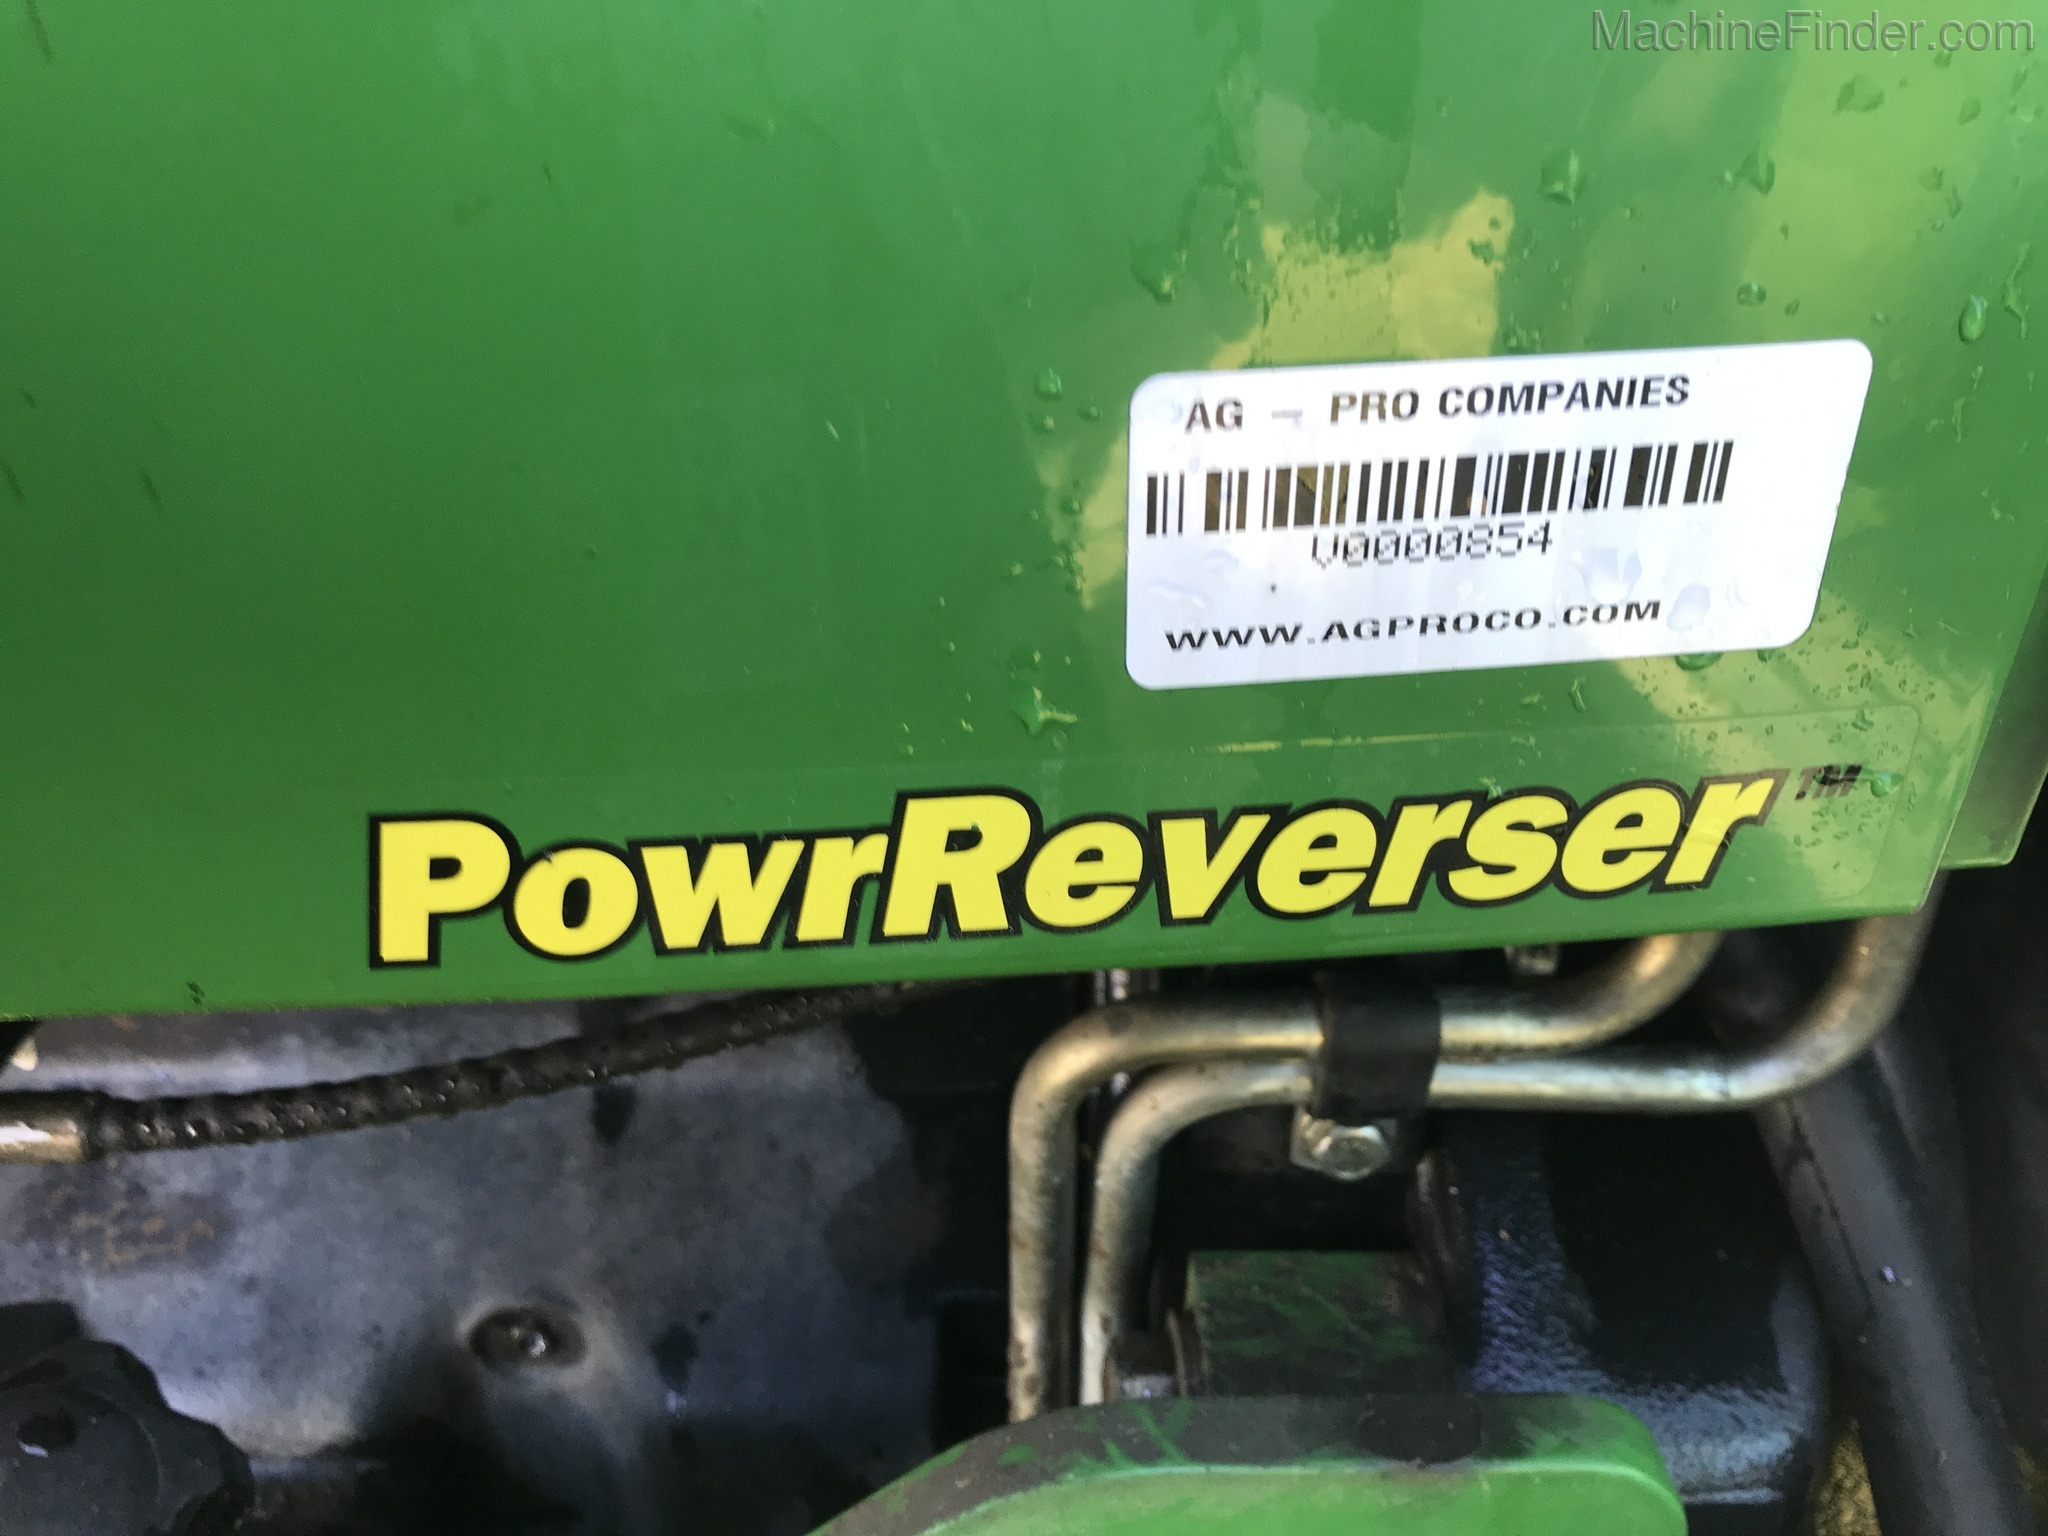 MachineFinder.com
AG - PRO COMPANIES
V0000854
WWW.AGPROCO.COM
PowrReverser™